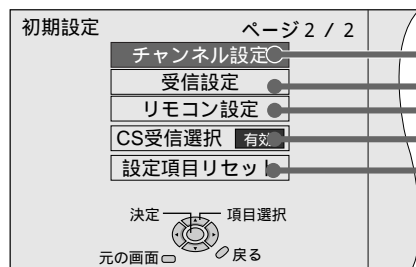 初期設定 ページ2 / 2
チャンネル設定
受信設定
リモコン設定
CS受信選択 有効
設定項目リセット
決定 項目選択
元の画面 戻る